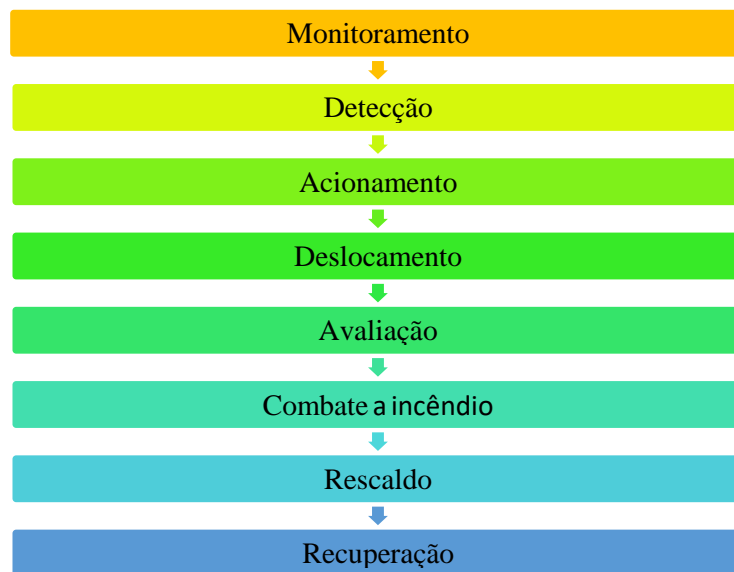 Monitoramento
Detecção
Acionamento
Deslocamento
Avaliação
Combate a incêndio
Rescaldo
Recuperação